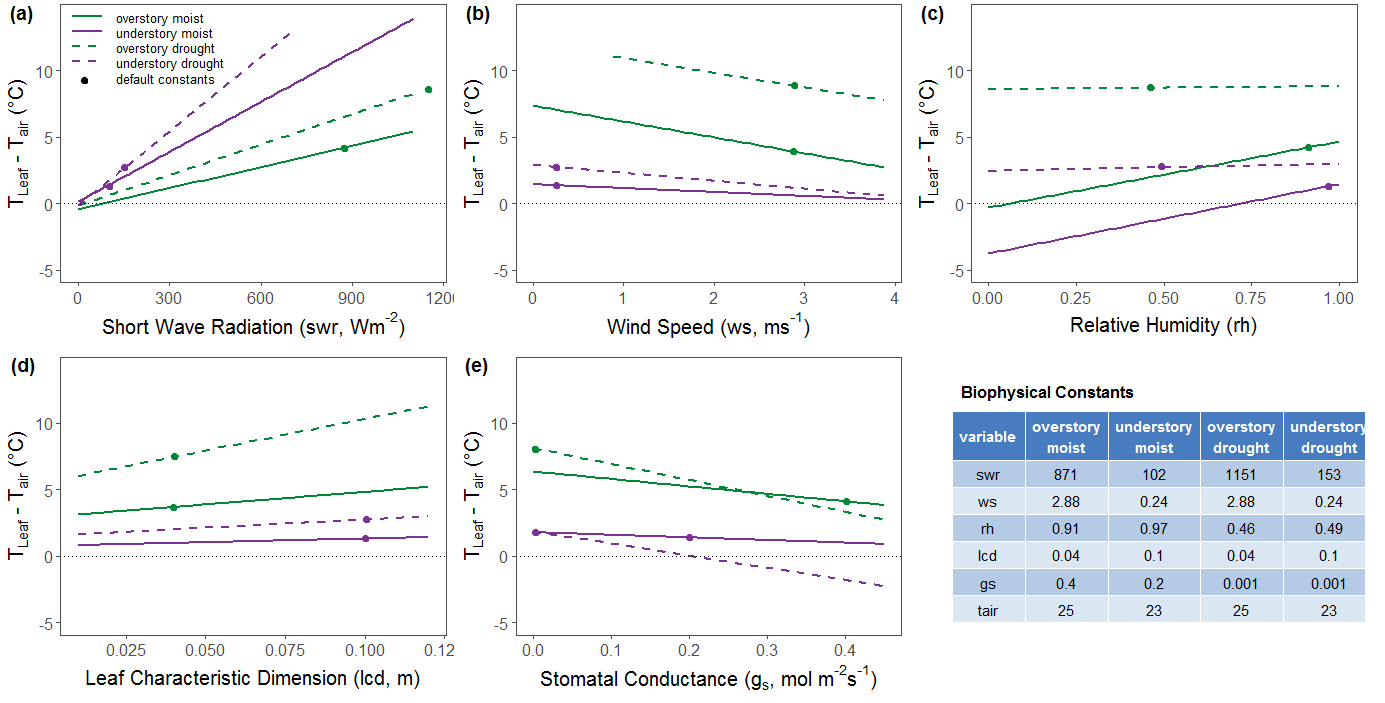 (a)
overstory moist
understory moist
overstory drought
understory drought
default constants
T_Leaf - T_air (°C)
10
5
0
-5
0 300 600 900 1200
Short Wave Radiation (swr, Wm⁻²)
(b)
10
5
0
-5
0 1 2 3 4
Wind Speed (ws, ms⁻¹)
(c)
T_Leaf - T_air (°C)
10
5
0
-5
0.00 0.25 0.50 0.75 1.00
Relative Humidity (rh)
(d)
T_Leaf - T_air (°C)
10
5
0
-5
0.025 0.050 0.075 0.100 0.12
Leaf Characteristic Dimension (lcd, m)
(e)
T_Leaf - T_air (°C)
10
5
0
-5
0.0 0.1 0.2 0.3 0.4
Stomatal Conductance (gₛ, mol m⁻²s⁻¹)
Biophysical Constants
variable overstory moist understory moist overstory drought understory drought
swr 871 102 1151 153
ws 2.88 0.24 2.88 0.24
rh 0.91 0.97 0.46 0.49
lcd 0.04 0.1 0.04 0.1
gs 0.4 0.2 0.001 0.001
tair 25 23 25 23